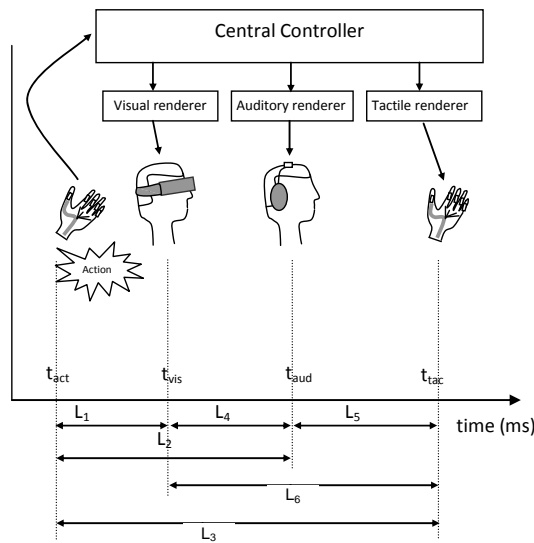 Central Controller
Visual renderer
Auditory renderer
Tactile renderer
Action
t_act
t_vis
t_aud
t_tac
L₁
L₄
L₅
time (ms)
L₂
L₆
L₃